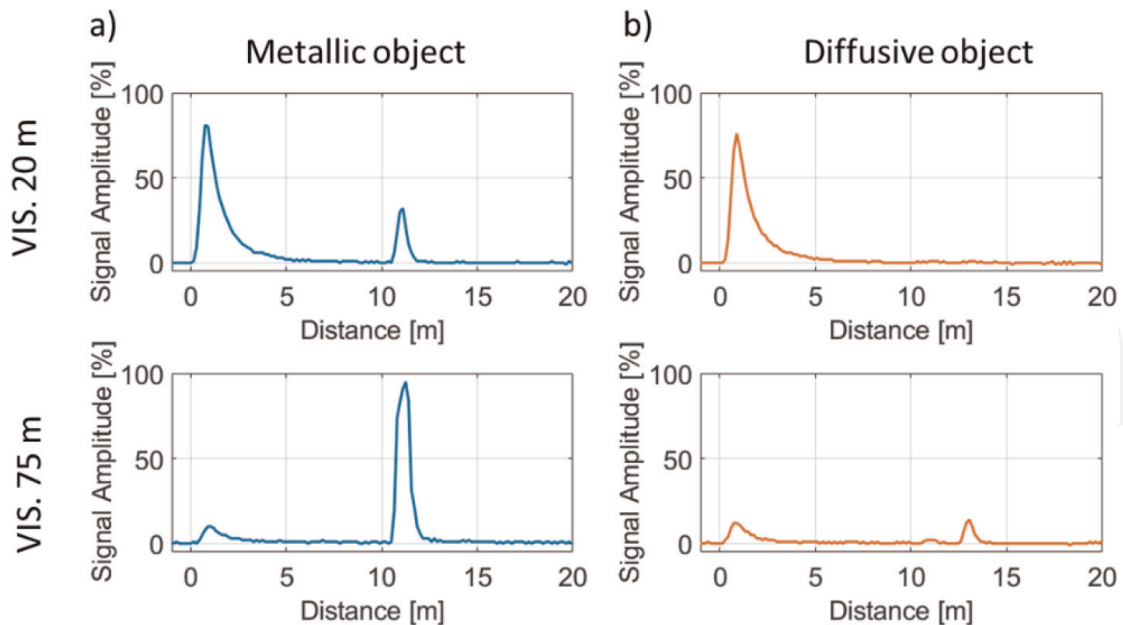 a)
Metallic object
b)
Diffusive object
VIS. 20 m
Signal Amplitude [%]
100
50
0
0 5 10 15 20
Distance [m]
Signal Amplitude [%]
100
50
0
0 5 10 15 20
Distance [m]
VIS. 75 m
Signal Amplitude [%]
100
50
0
0 5 10 15 20
Distance [m]
Signal Amplitude [%]
100
50
0
0 5 10 15 20
Distance [m]